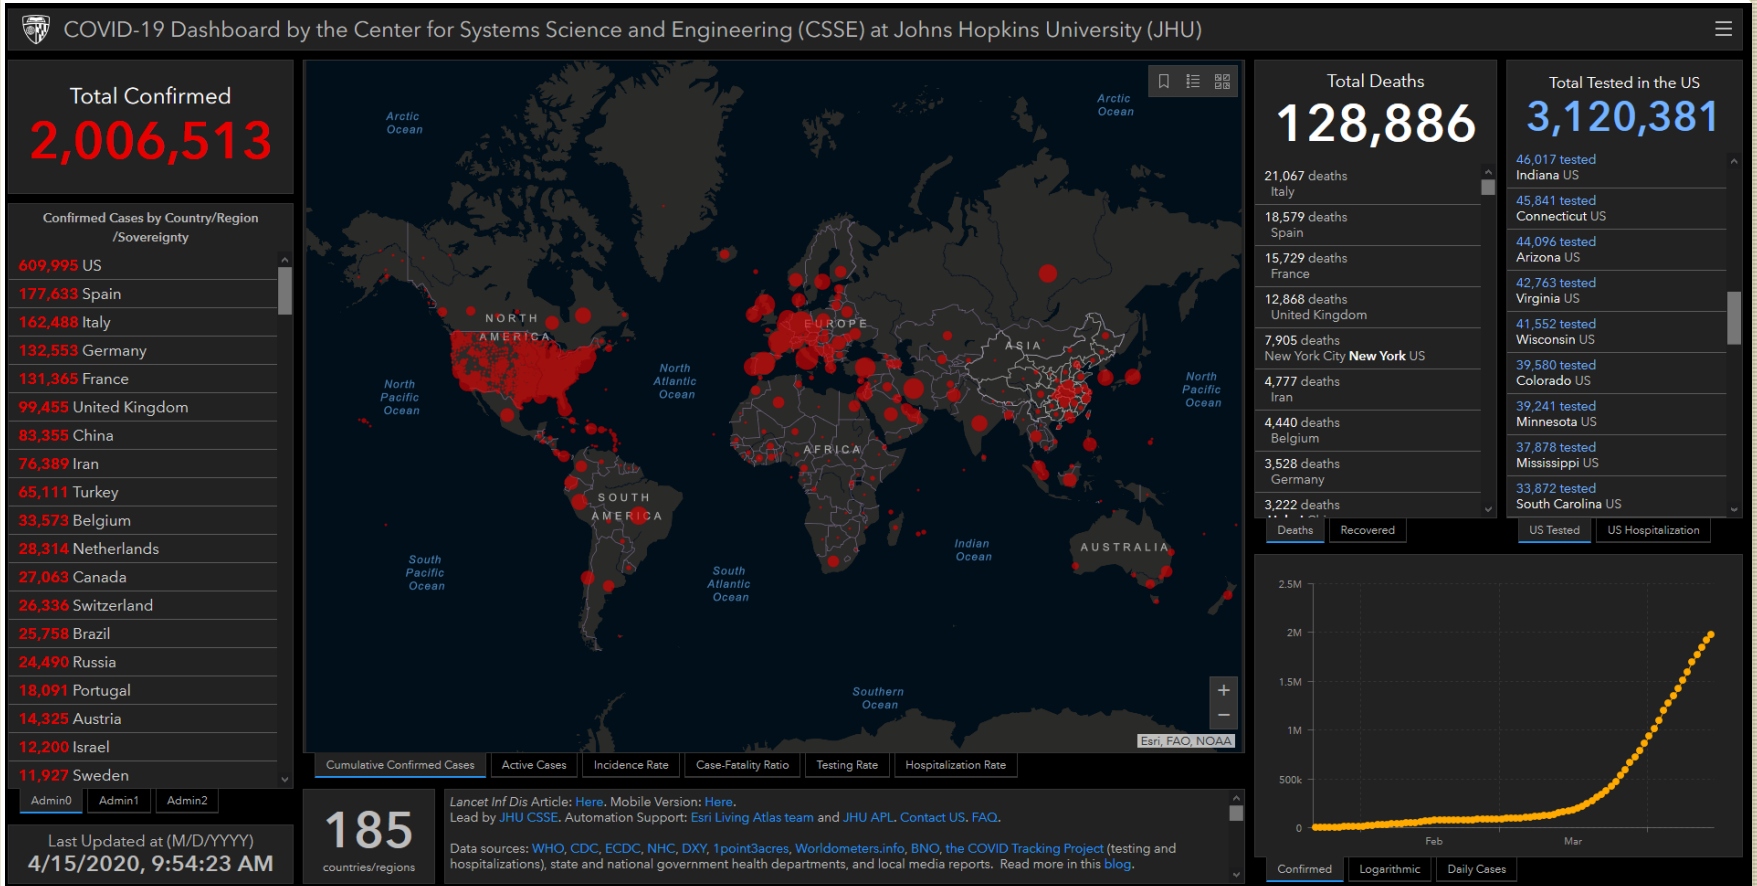 COVID-19 Dashboard by the Center for Systems Science and Engineering (CSSE) at Johns Hopkins University (JHU)
Total Confirmed
2,006,513
Confirmed Cases by Country/Region
/Sovereignty
609,995 US
177,633 Spain
162,488 Italy
132,553 Germany
131,365 France
99,455 United Kingdom
83,355 China
76,389 Iran
65,111 Turkey
33,573 Belgium
28,314 Netherlands
27,063 Canada
26,336 Switzerland
25,758 Brazil
24,490 Russia
18,091 Portugal
14,325 Austria
12,200 Israel
11,927 Sweden
Admin0
Admin1
Admin2
Last Updated at (M/D/YYYY)
4/15/2020, 9:54:23 AM
Arctic
Ocean
Arctic
Ocean
NORTH
AMERICA
EUROPE
ASIA
North
Pacific
Ocean
North
Atlantic
Ocean
North
Pacific
Ocean
AFRICA
SOUTH
AMERICA
South
Pacific
Ocean
South
Atlantic
Ocean
Indian
Ocean
AUSTRALIA
Southern
Ocean
+
−
Esri, FAO, NOAA
Cumulative Confirmed Cases
Active Cases
Incidence Rate
Case-Fatality Ratio
Testing Rate
Hospitalization Rate
185
countries/regions
Lancet Inf Dis Article: Here. Mobile Version: Here.
Lead by JHU CSSE. Automation Support: Esri Living Atlas team and JHU APL. Contact US. FAQ.
Data sources: WHO, CDC, ECDC, NHC, DXY, 1point3acres, Worldometers.info, BNO, the COVID Tracking Project (testing and
hospitalizations), state and national government health departments, and local media reports. Read more in this blog.
Total Deaths
128,886
21,067 deaths
Italy
18,579 deaths
Spain
15,729 deaths
France
12,868 deaths
United Kingdom
7,905 deaths
New York City New York US
4,777 deaths
Iran
4,440 deaths
Belgium
3,528 deaths
Germany
3,222 deaths
Deaths
Recovered
Total Tested in the US
3,120,381
46,017 tested
Indiana US
45,841 tested
Connecticut US
44,096 tested
Arizona US
42,763 tested
Virginia US
41,552 tested
Wisconsin US
39,580 tested
Colorado US
39,241 tested
Minnesota US
37,878 tested
Mississippi US
33,872 tested
South Carolina US
US Tested
US Hospitalization
2.5M
2M
1.5M
1M
500k
0
Feb
Mar
Confirmed
Logarithmic
Daily Cases